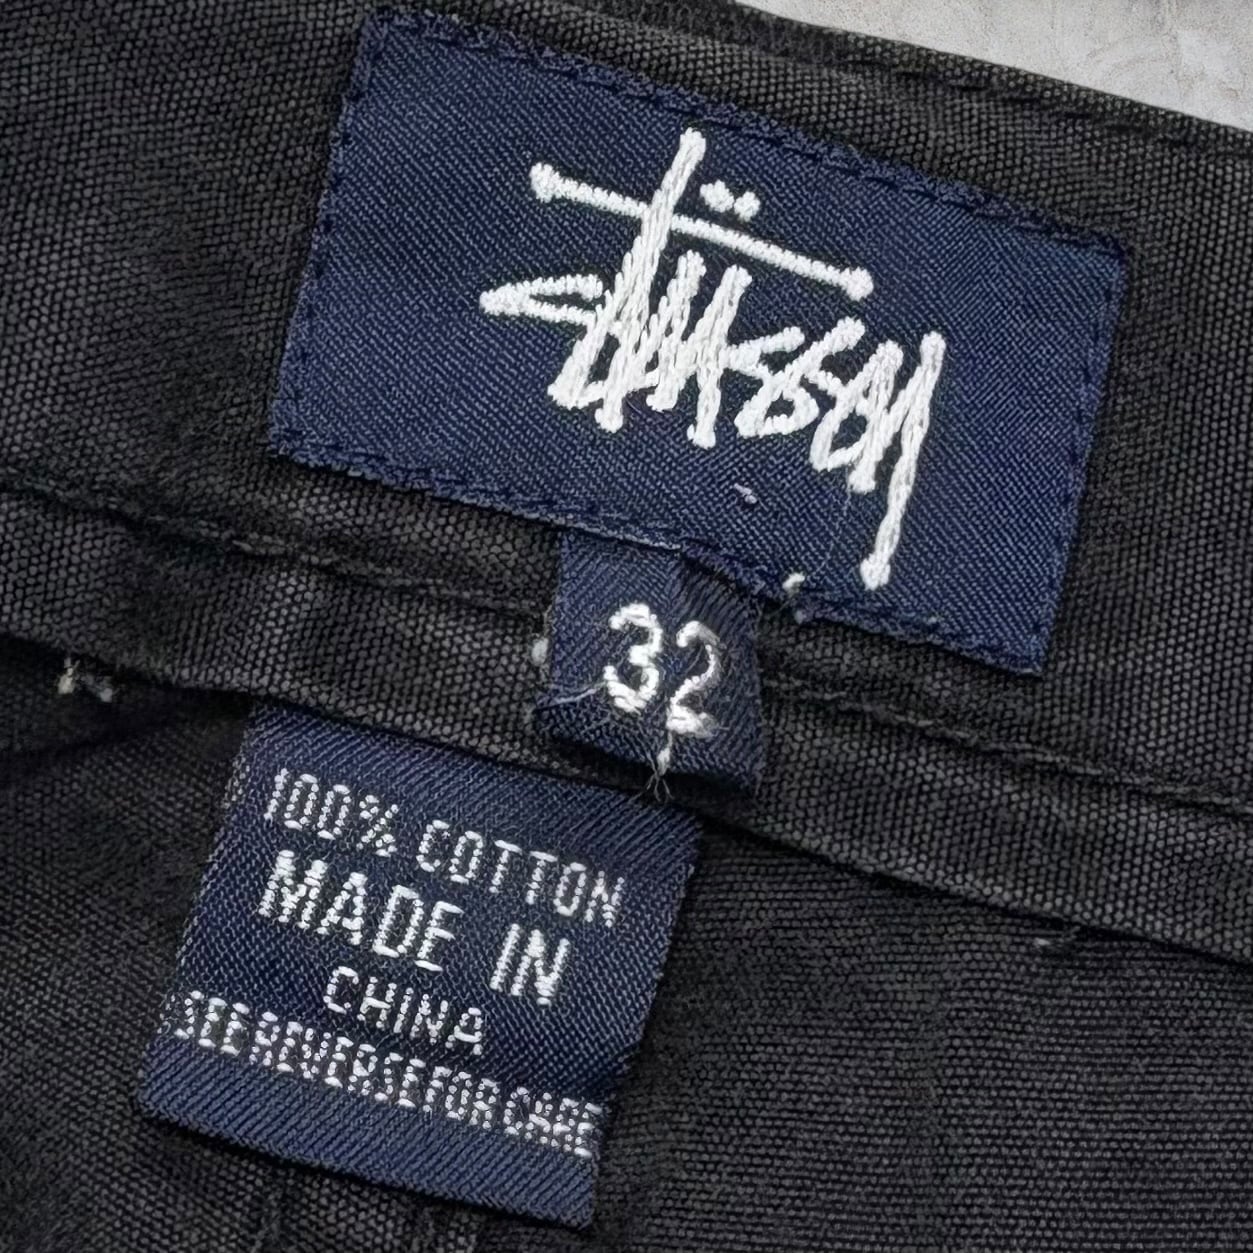 Stüssy
32
100% COTTON
MADE IN
CHINA
SEE REVERSE FOR CARE